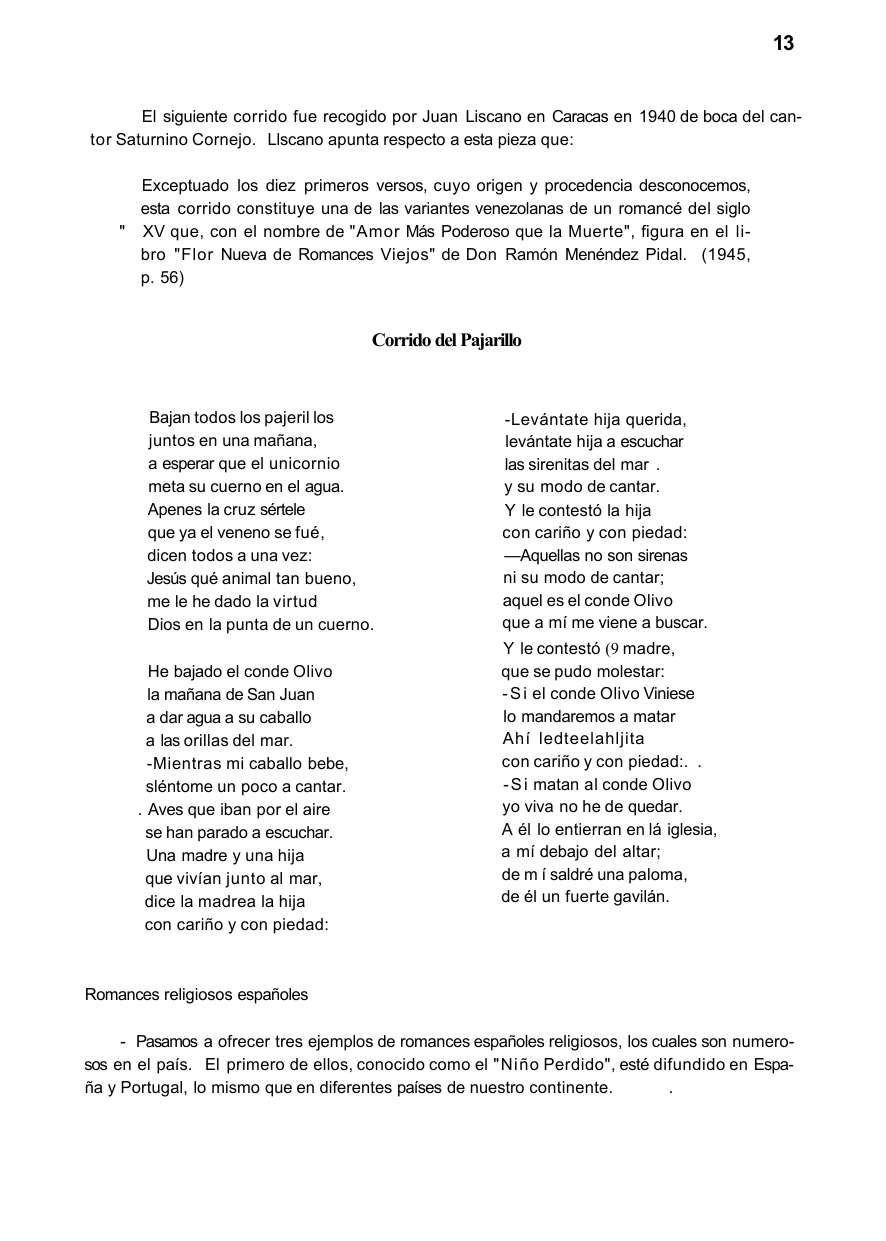 13
El siguiente corrido fue recogido por Juan Liscano en Caracas en 1940 de boca del can-
tor Saturnino Cornejo. Llscano apunta respecto a esta pieza que:
Exceptuado los diez primeros versos, cuyo origen y procedencia desconocemos,
esta corrido constituye una de las variantes venezolanas de un romancé del siglo
" XV que, con el nombre de "Amor Más Poderoso que la Muerte", figura en el li-
bro "Flor Nueva de Romances Viejos" de Don Ramón Menéndez Pidal. (1945,
p. 56)
Corrido del Pajarillo
Bajan todos los pajeril los
juntos en una mañana,
a esperar que el unicornio
meta su cuerno en el agua.
Apenes la cruz sértele
que ya el veneno se fué,
dicen todos a una vez:
Jesús qué animal tan bueno,
me le he dado la virtud
Dios en la punta de un cuerno.
He bajado el conde Olivo
la mañana de San Juan
a dar agua a su caballo
a las orillas del mar.
-Mientras mi caballo bebe,
sléntome un poco a cantar.
. Aves que iban por el aire
se han parado a escuchar.
Una madre y una hija
que vivían junto al mar,
dice la madrea la hija
con cariño y con piedad:
-Levántate hija querida,
levántate hija a escuchar
las sirenitas del mar .
y su modo de cantar.
Y le contestó la hija
con cariño y con piedad:
—Aquellas no son sirenas
ni su modo de cantar;
aquel es el conde Olivo
que a mí me viene a buscar.
Y le contestó (9 madre,
que se pudo molestar:
-Si el conde Olivo Viniese
lo mandaremos a matar
Ahí ledteelahljita
con cariño y con piedad:. .
-Si matan al conde Olivo
yo viva no he de quedar.
A él lo entierran en lá iglesia,
a mí debajo del altar;
de m í saldré una paloma,
de él un fuerte gavilán.
Romances religiosos españoles
- Pasamos a ofrecer tres ejemplos de romances españoles religiosos, los cuales son numero-
sos en el país. El primero de ellos, conocido como el "Niño Perdido", esté difundido en Espa-
ña y Portugal, lo mismo que en diferentes países de nuestro continente. .